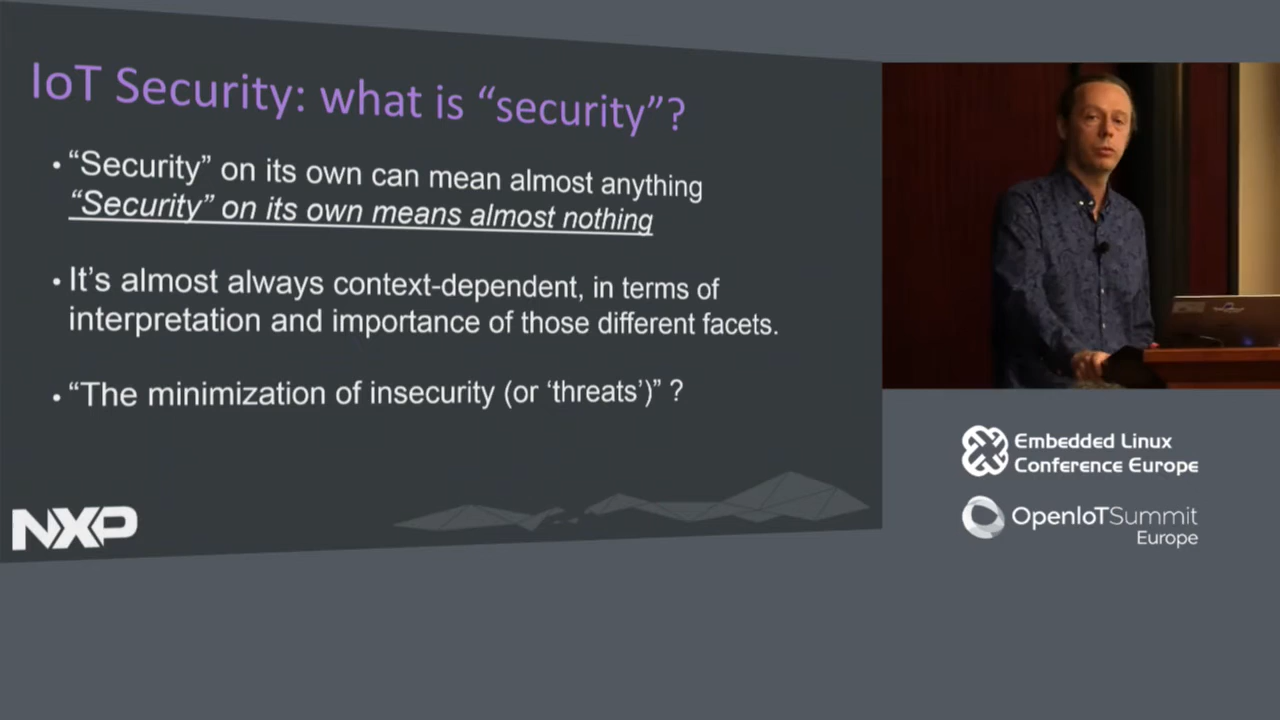 IoT Security: what is “security”?
• “Security” on its own can mean almost anything
“Security” on its own means almost nothing
• It’s almost always context-dependent, in terms of
interpretation and importance of those different facets.
• “The minimization of insecurity (or ‘threats’)” ?
NXP
Embedded Linux
Conference Europe
OpenIoTSummit
Europe